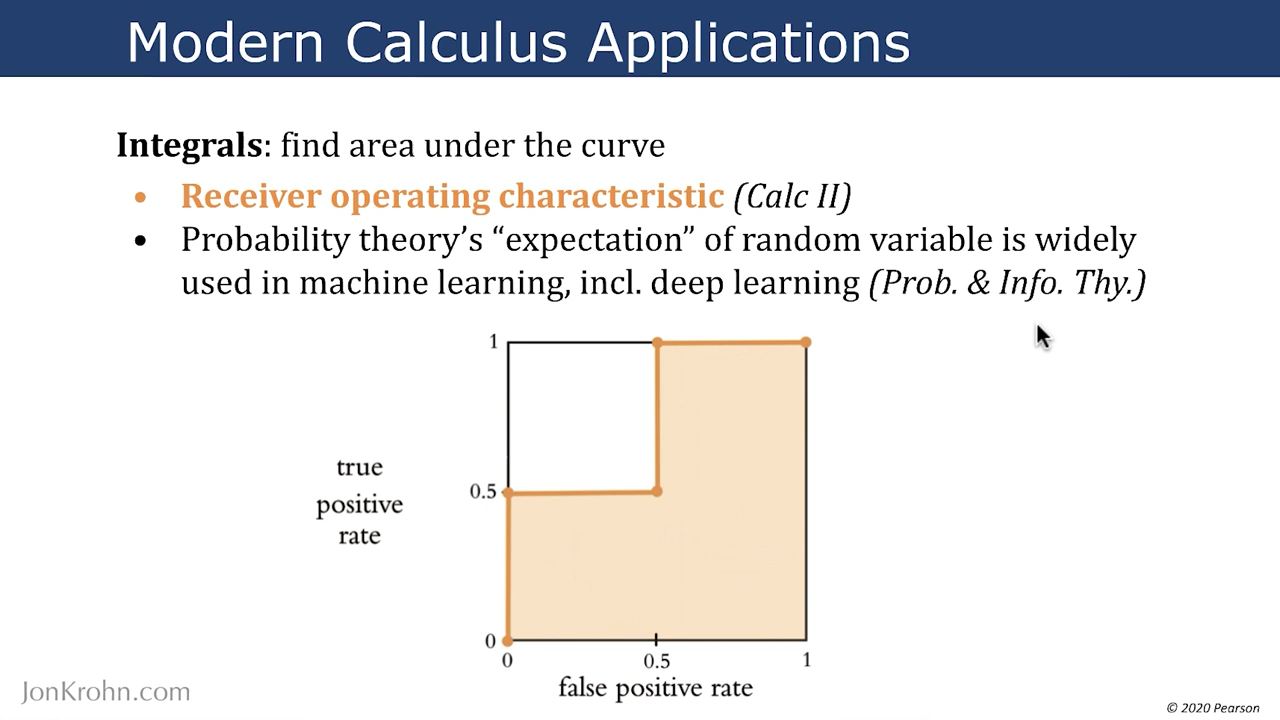 Modern Calculus Applications
Integrals: find area under the curve
• Receiver operating characteristic (Calc II)
• Probability theory’s “expectation” of random variable is widely
used in machine learning, incl. deep learning (Prob. & Info. Thy.)
1
true
positive
rate
0.5
0
0 0.5 1
false positive rate
JonKrohn.com
© 2020 Pearson